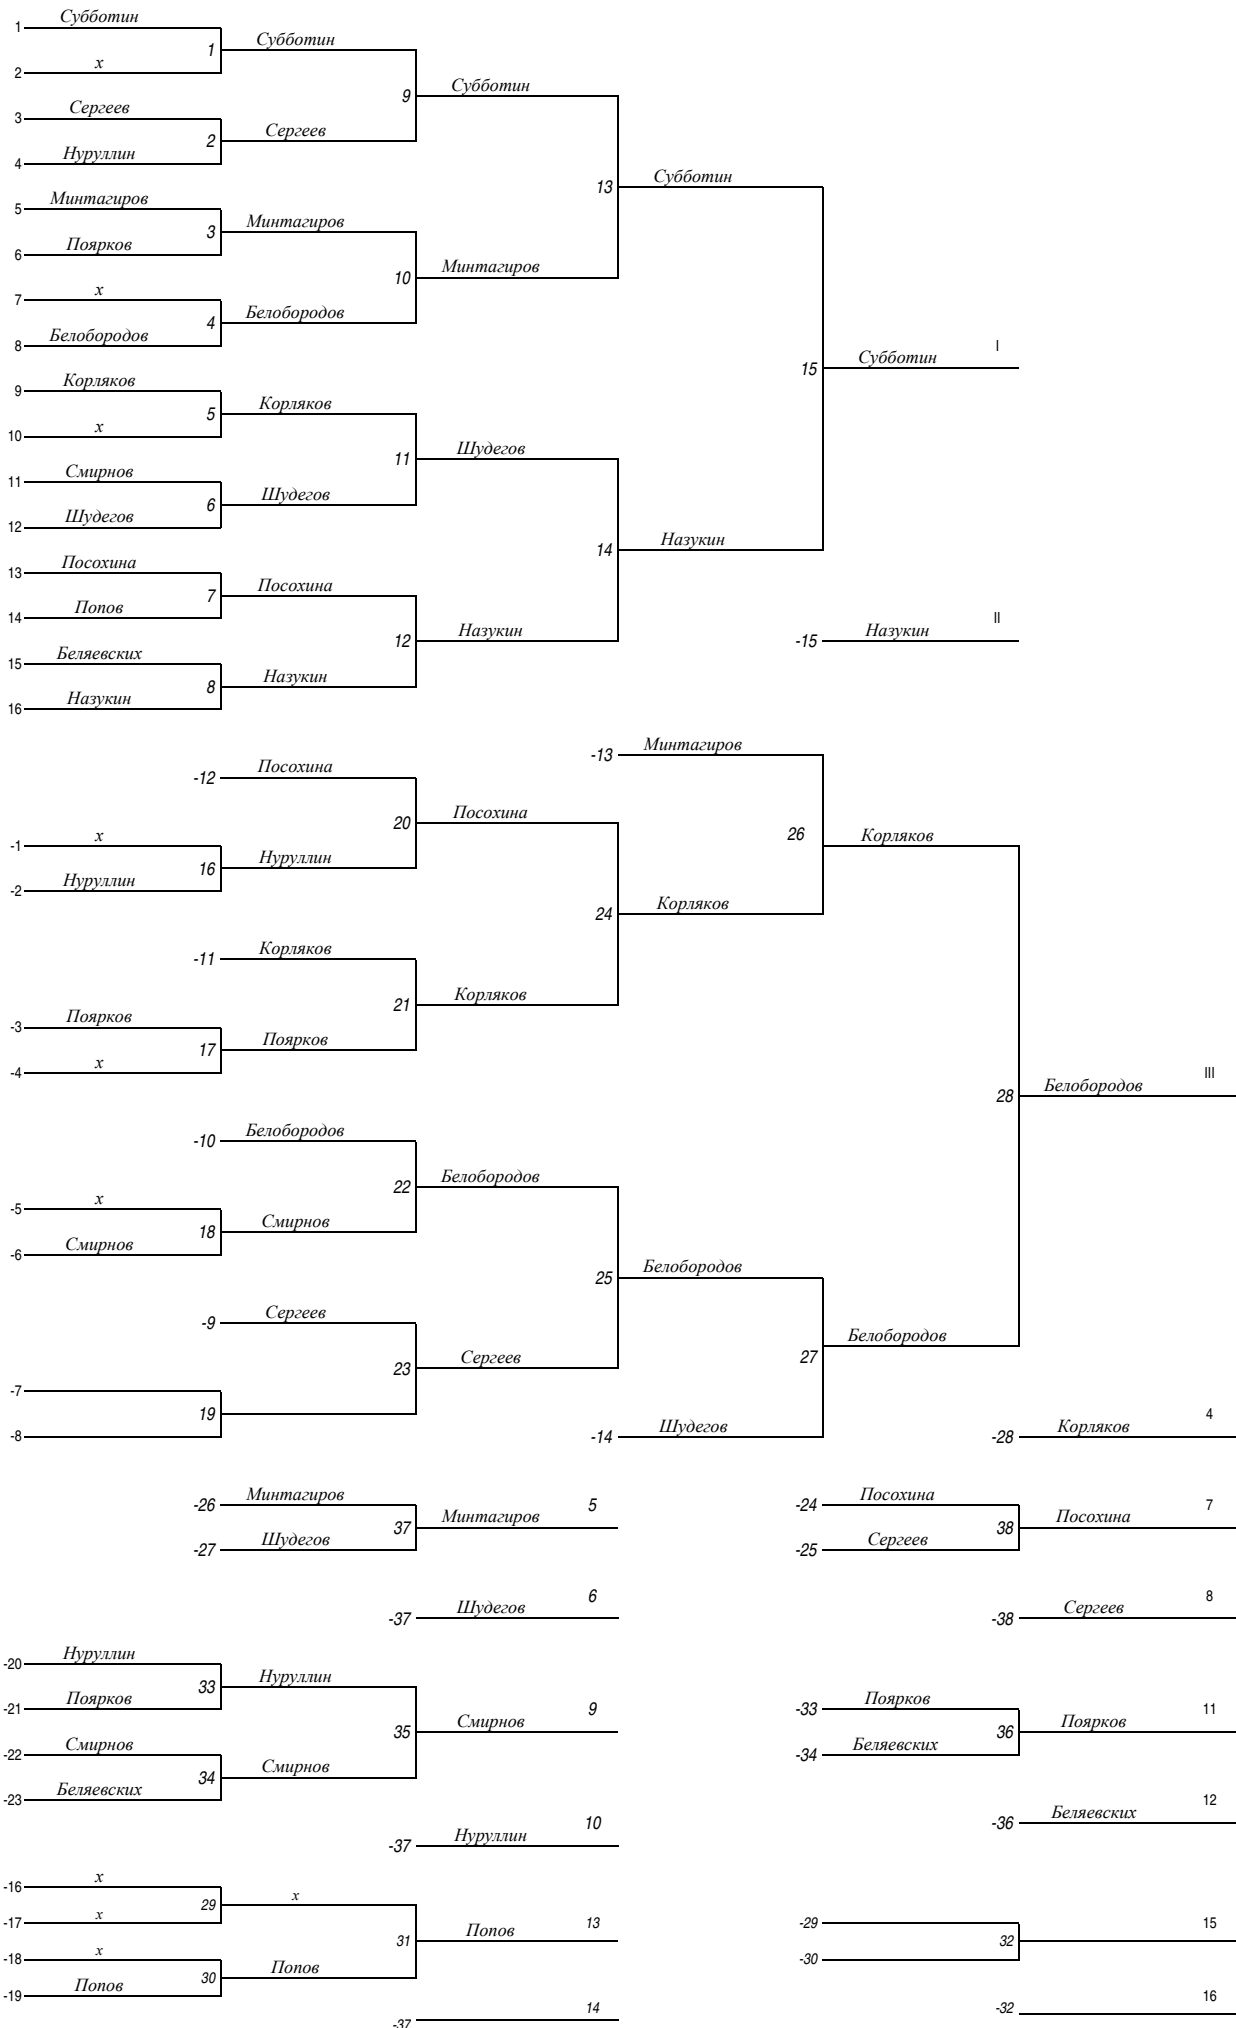 Субботин
1
1 Субботин
x
2
Сергеев
9 Субботин
3
2 Сергеев
Нуруллин
4
13 Субботин
Минтагиров
5
3 Минтагиров
Поярков
6
10 Минтагиров
x
7
4 Белобородов
Белобородов
8
I
15 Субботин
Корляков
9
5 Корляков
x
10
11 Шудегов
Смирнов
11
6 Шудегов
Шудегов
12
14 Назукин
Посохина
13
7 Посохина
Попов
14
12 Назукин
-15 Назукин II
Беляевских
15
8 Назукин
Назукин
16
-13 Минтагиров
-12 Посохина
20 Посохина
26 Корляков
-1 x
16 Нуруллин
-2 Нуруллин
24 Корляков
-11 Корляков
21 Корляков
-3 Поярков
17 Поярков
-4 x
28 Белобородов III
-10 Белобородов
22 Белобородов
-5 x
18 Смирнов
-6 Смирнов
25 Белобородов
-9 Сергеев
27 Белобородов
23 Сергеев
-7
19
-8
-14 Шудегов
-28 Корляков 4
-26 Минтагиров
37 Минтагиров 5
-27 Шудегов
-24 Посохина
38 Посохина 7
-25 Сергеев
-37 Шудегов 6
-38 Сергеев 8
-20 Нуруллин
33 Нуруллин
-21 Поярков
35 Смирнов 9
-22 Смирнов
34 Смирнов
-23 Беляевских
-33 Поярков
36 Поярков 11
-34 Беляевских
-37 Нуруллин 10
-36 Беляевских 12
-16 x
29 x
-17 x
31 Попов 13
-18 x
30 Попов
-19 Попов
-29
32 15
-30
-37 14
-32 16